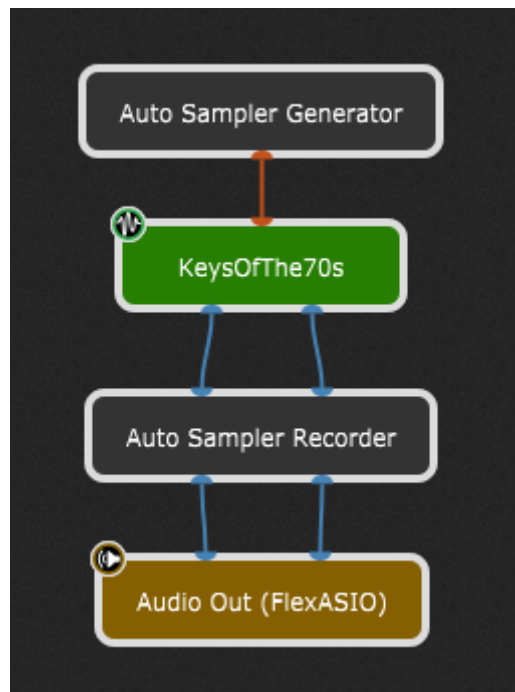 Auto Sampler Generator
KeysOfThe70s
Auto Sampler Recorder
Audio Out (FlexASIO)